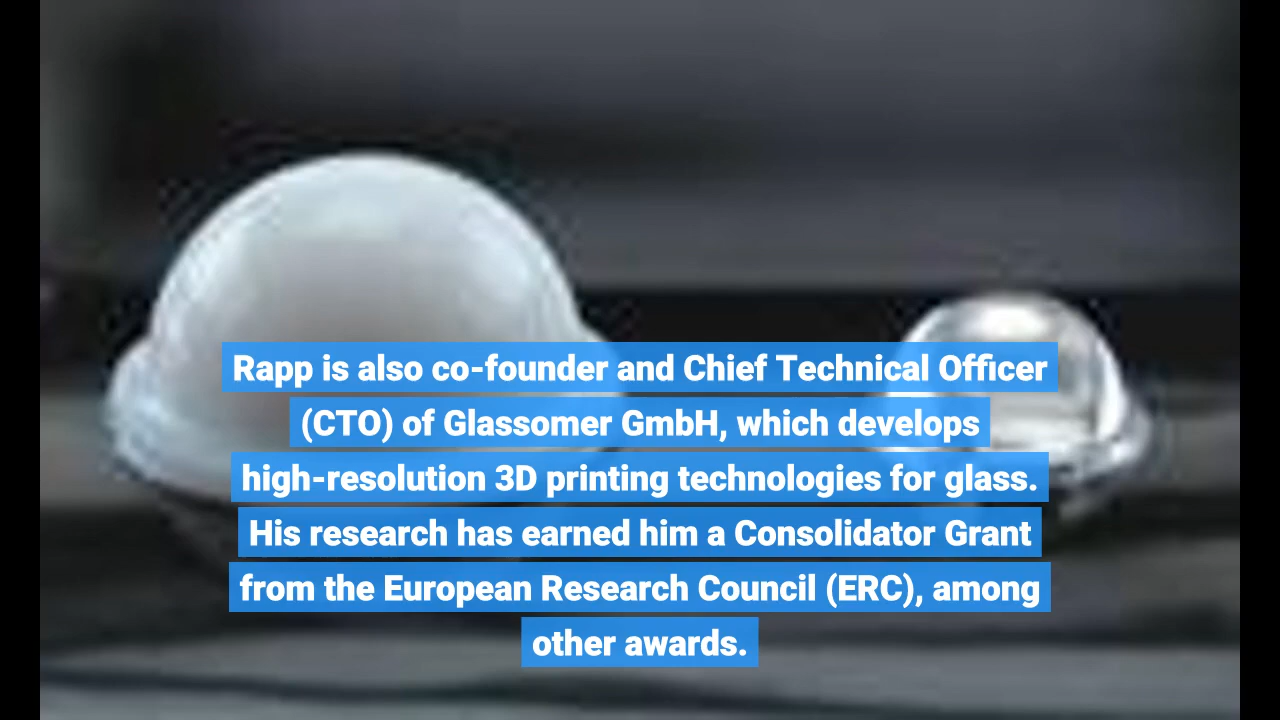 Rapp is also co-founder and Chief Technical Officer
(CTO) of Glassomer GmbH, which develops
high-resolution 3D printing technologies for glass.
His research has earned him a Consolidator Grant
from the European Research Council (ERC), among
other awards.